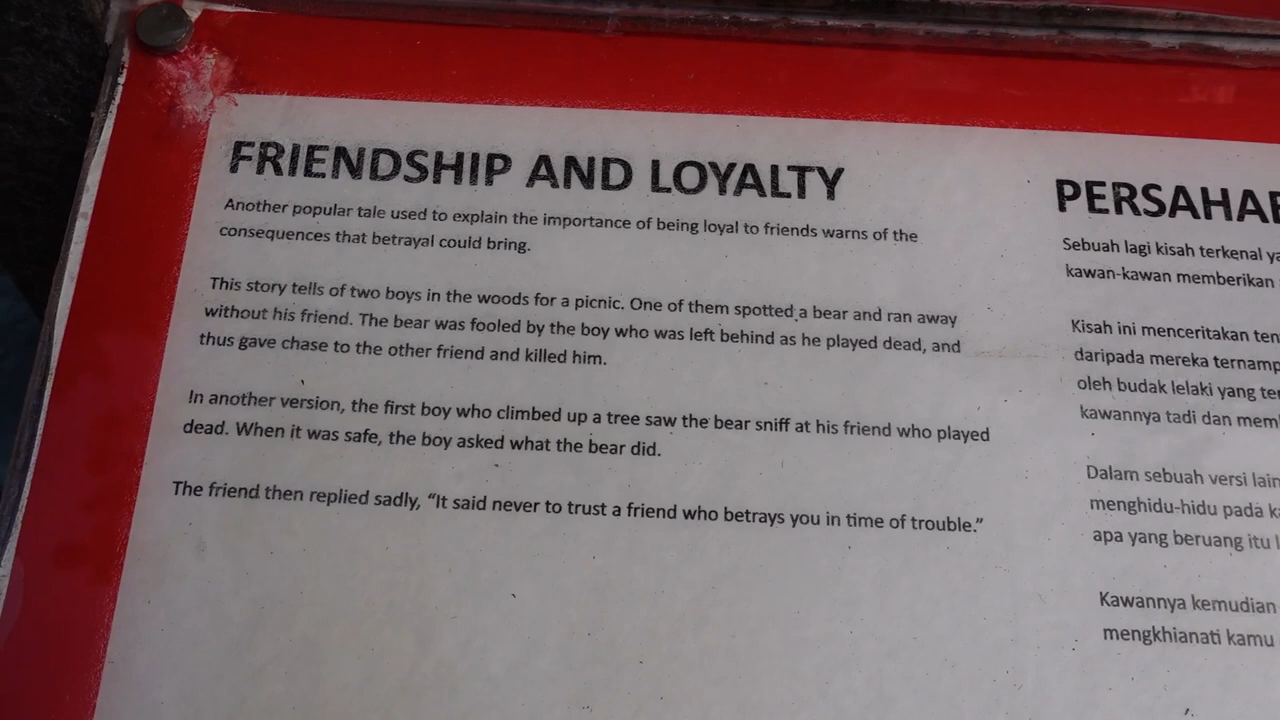 FRIENDSHIP AND LOYALTY
Another popular tale used to explain the importance of being loyal to friends warns of the
consequences that betrayal could bring.
This story tells of two boys in the woods for a picnic. One of them spotted a bear and ran away
without his friend. The bear was fooled by the boy who was left behind as he played dead, and
thus gave chase to the other friend and killed him.
In another version, the first boy who climbed up a tree saw the bear sniff at his friend who played
dead. When it was safe, the boy asked what the bear did.
The friend then replied sadly, “It said never to trust a friend who betrays you in time of trouble.”
Sebuah lagi kisah terkenal
kawan-kawan memberikan
Kisah ini menceritakan
daripada mereka
oleh budak lelaki yang
kawannya tadi dan
Dalam sebuah versi
menghidu-hidu pada
apa yang beruang itu
Kawannya kemudian
mengkhianati kamu